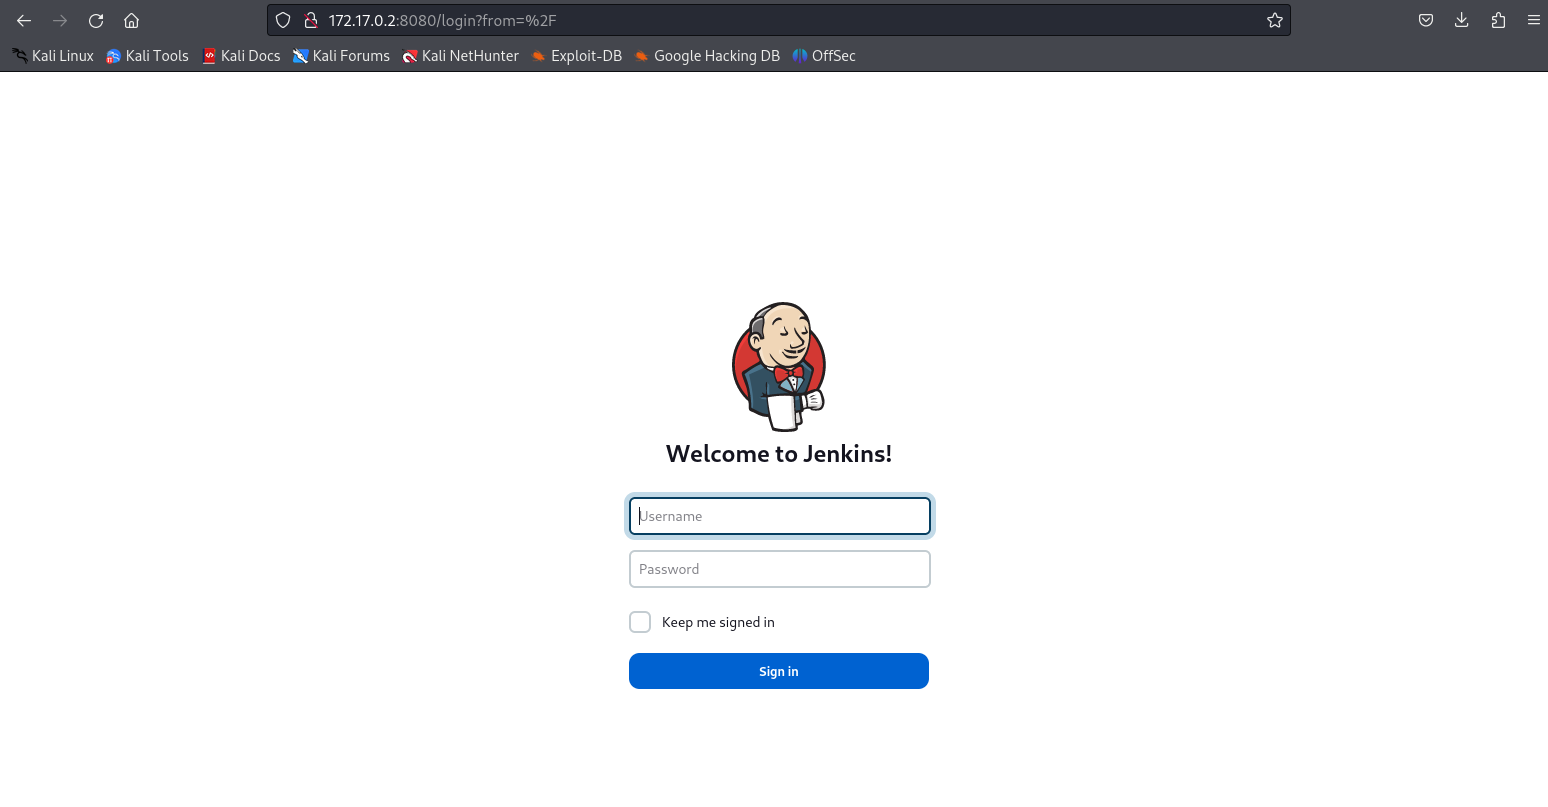 172.17.0.2:8080/login?from=%2F
Kali Linux Kali Tools Kali Docs Kali Forums Kali NetHunter Exploit-DB Google Hacking DB OffSec
Welcome to Jenkins!
Username
Password
Keep me signed in
Sign in